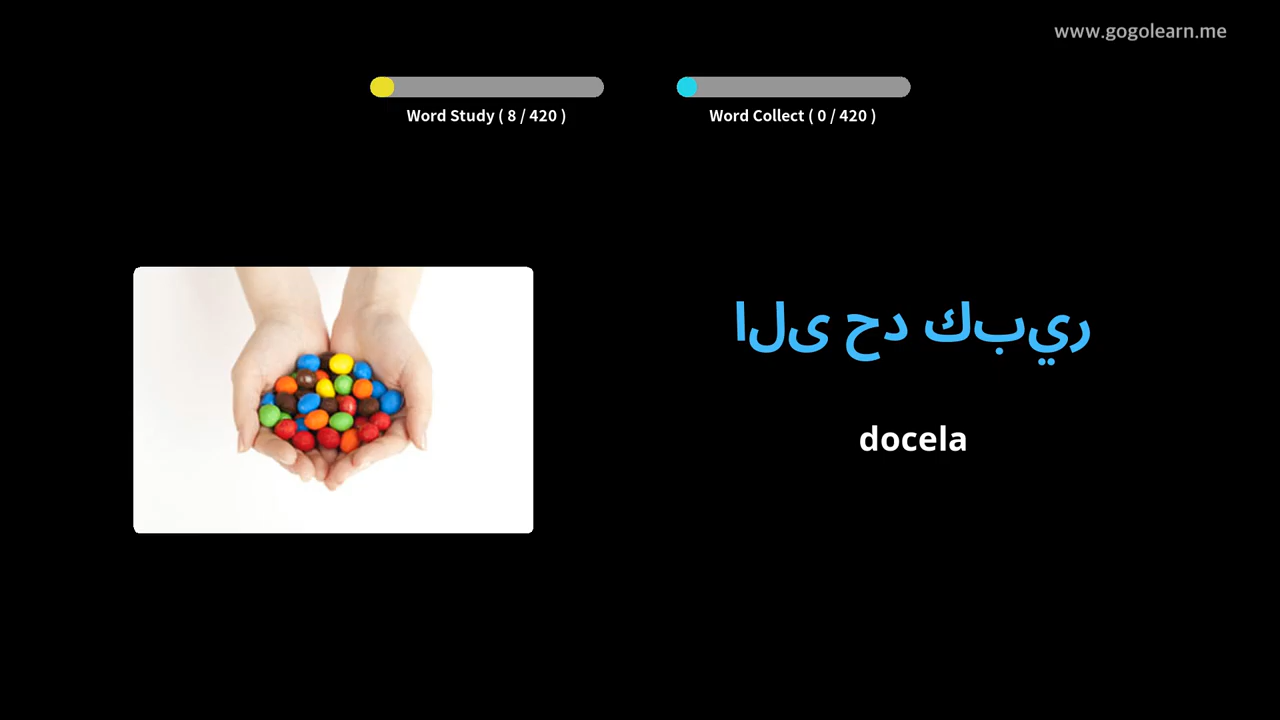 www.gogolearn.me
Word Study ( 8 / 420 )
Word Collect ( 0 / 420 )
الى حد كبير
docela